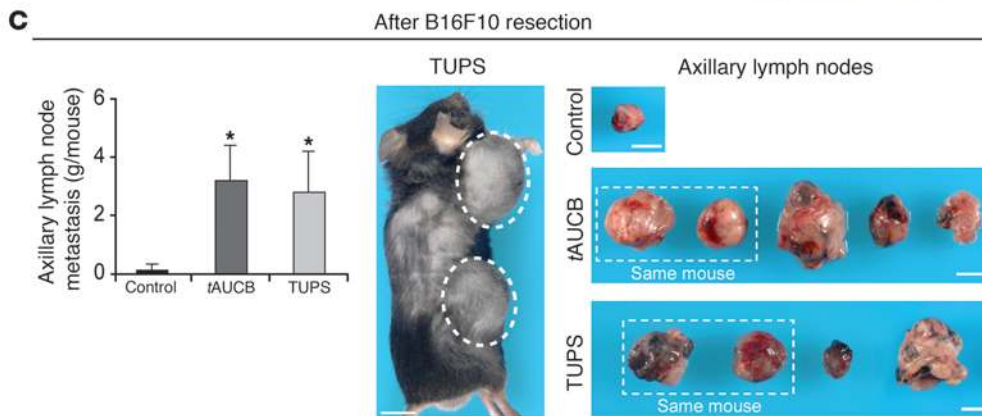 C
After B16F10 resection
Axillary lymph node
metastasis (g/mouse)
6
4
2
0
*
*
Control
tAUCB
TUPS
TUPS
Axillary lymph nodes
Control
tAUCB
Same mouse
TUPS
Same mouse